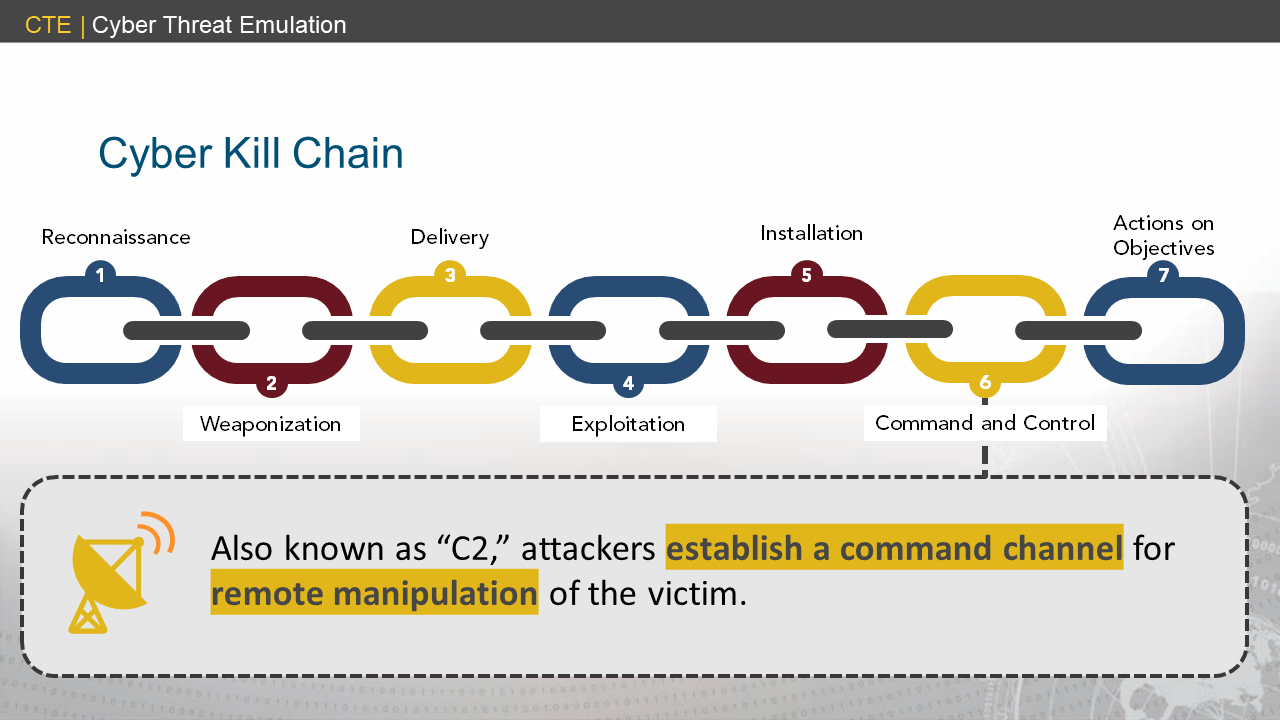 CTE | Cyber Threat Emulation
Cyber Kill Chain
Reconnaissance
1
2
Weaponization
Delivery
3
4
Exploitation
Installation
5
6
Command and Control
Actions on
Objectives
7
Also known as “C2,” attackers establish a command channel for
remote manipulation of the victim.